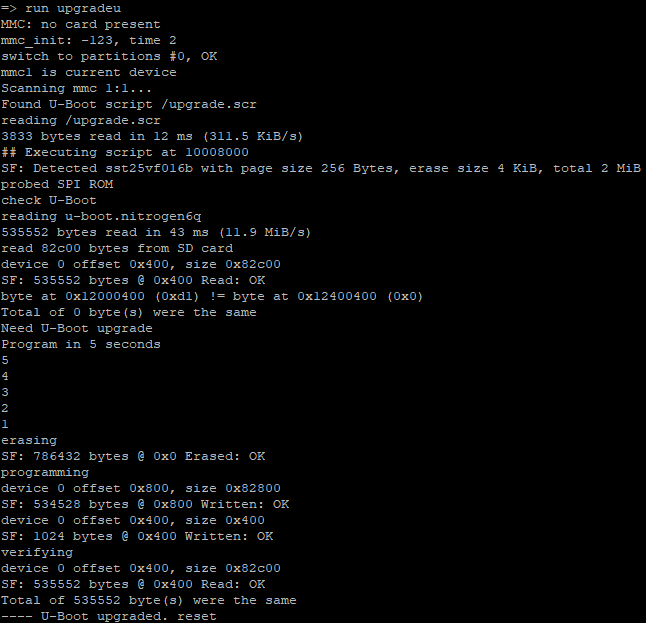 => run upgradeu
MMC: no card present
mmc_init: -123, time 2
switch to partitions #0, OK
mmc1 is current device
Scanning mmc 1:1...
Found U-Boot script /upgrade.scr
reading /upgrade.scr
3833 bytes read in 12 ms (311.5 KiB/s)
## Executing script at 10008000
SF: Detected sst25vf016b with page size 256 Bytes, erase size 4 KiB, total 2 MiB
probed SPI ROM
check U-Boot
reading u-boot.nitrogen6q
535552 bytes read in 43 ms (11.9 MiB/s)
read 82c00 bytes from SD card
device 0 offset 0x400, size 0x82c00
SF: 535552 bytes @ 0x400 Read: OK
byte at 0x12000400 (0xd1) != byte at 0x12400400 (0x0)
Total of 0 byte(s) were the same
Need U-Boot upgrade
Program in 5 seconds
5
4
3
2
1
erasing
SF: 786432 bytes @ 0x0 Erased: OK
programming
device 0 offset 0x800, size 0x82800
SF: 534528 bytes @ 0x800 Written: OK
device 0 offset 0x400, size 0x400
SF: 1024 bytes @ 0x400 Written: OK
verifying
device 0 offset 0x400, size 0x82c00
SF: 535552 bytes @ 0x400 Read: OK
Total of 535552 byte(s) were the same
---- U-Boot upgraded. reset